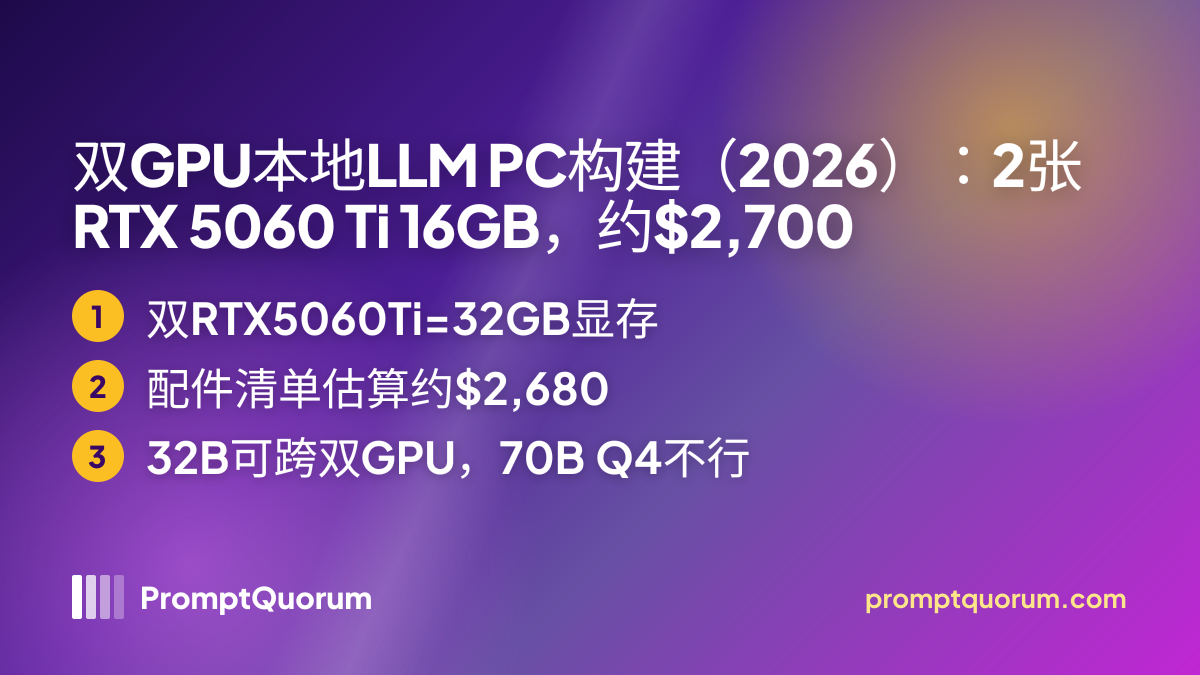 双GPU本地LLM PC构建（2026）：2张
RTX 5060 Ti 16GB，约$2,700
1 双RTX5060Ti=32GB显存
2 配件清单估算约$2,680
3 32B可跨双GPU，70B Q4不行
PromptQuorum
promptquorum.com